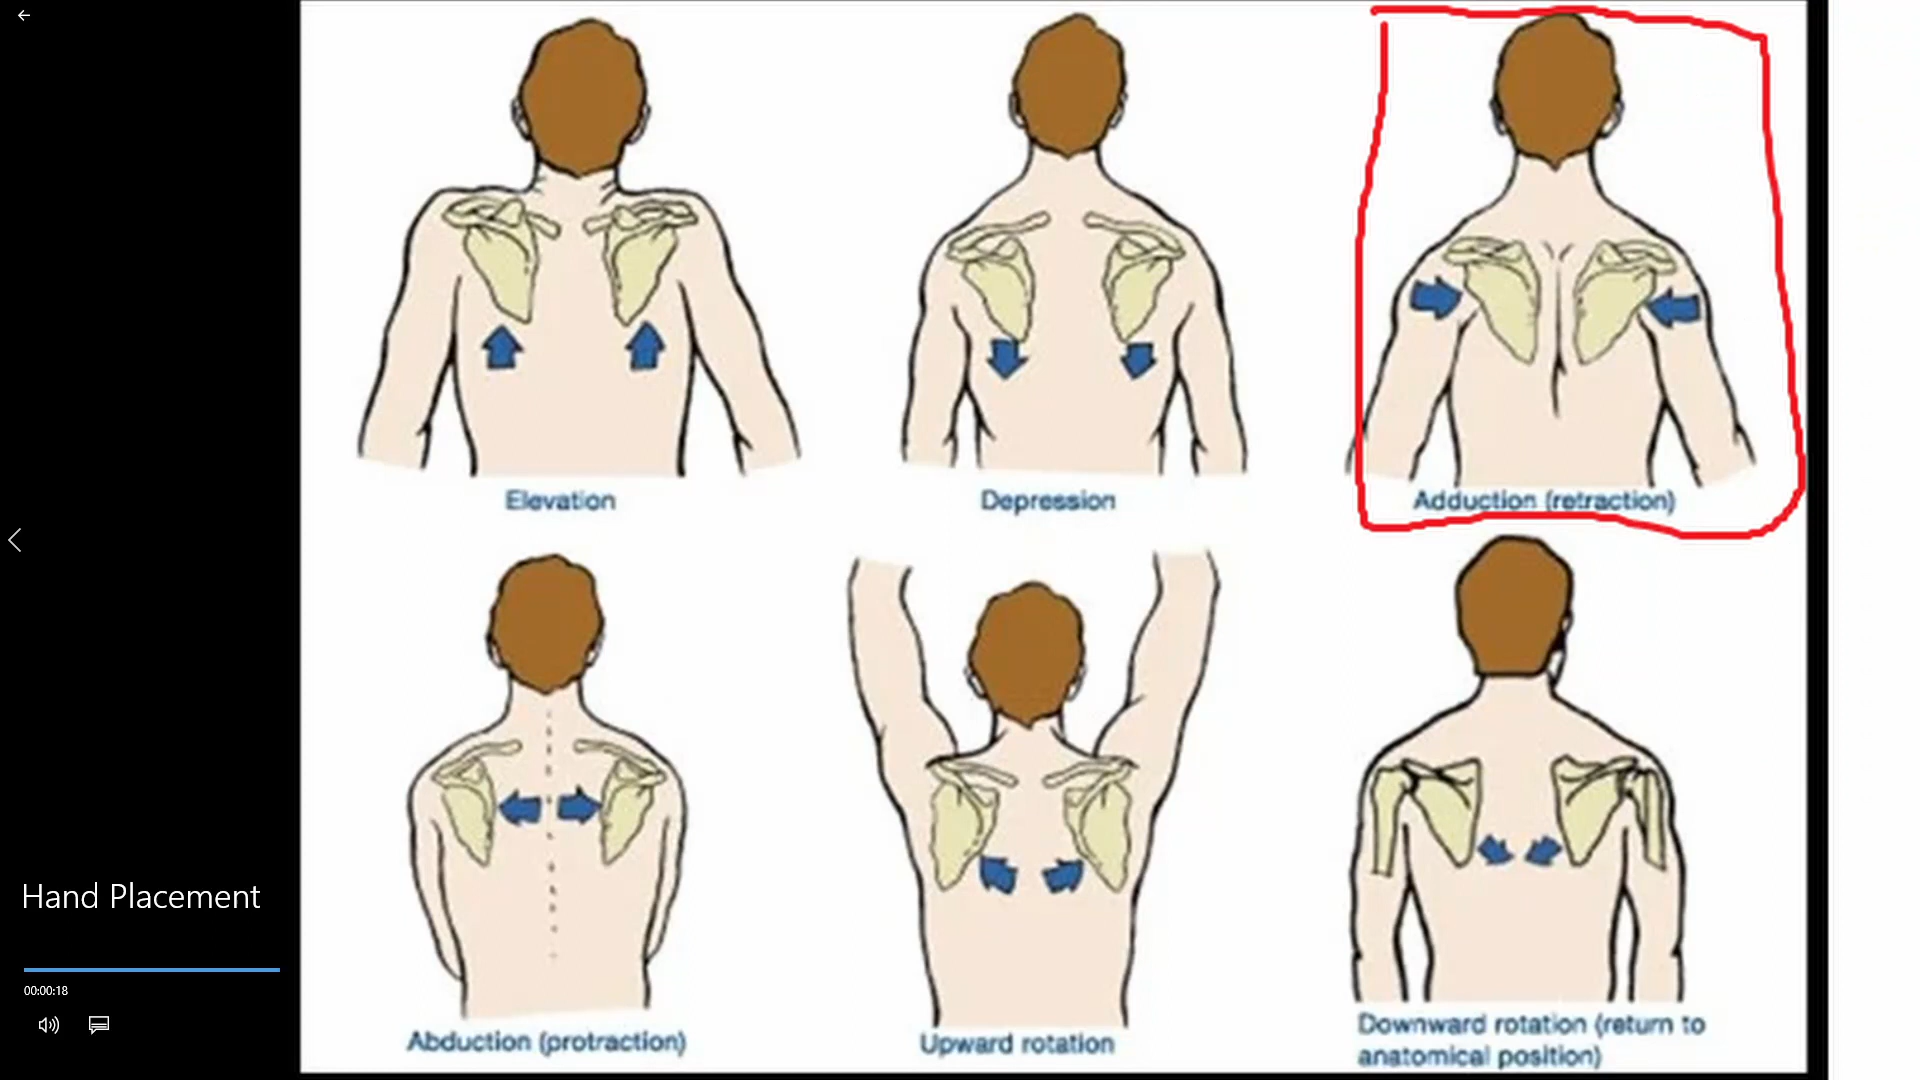 Elevation
Depression
Adduction (retraction)
Abduction (protraction)
Upward rotation
Downward rotation (return to
anatomical position)
Hand Placement
00:00:18